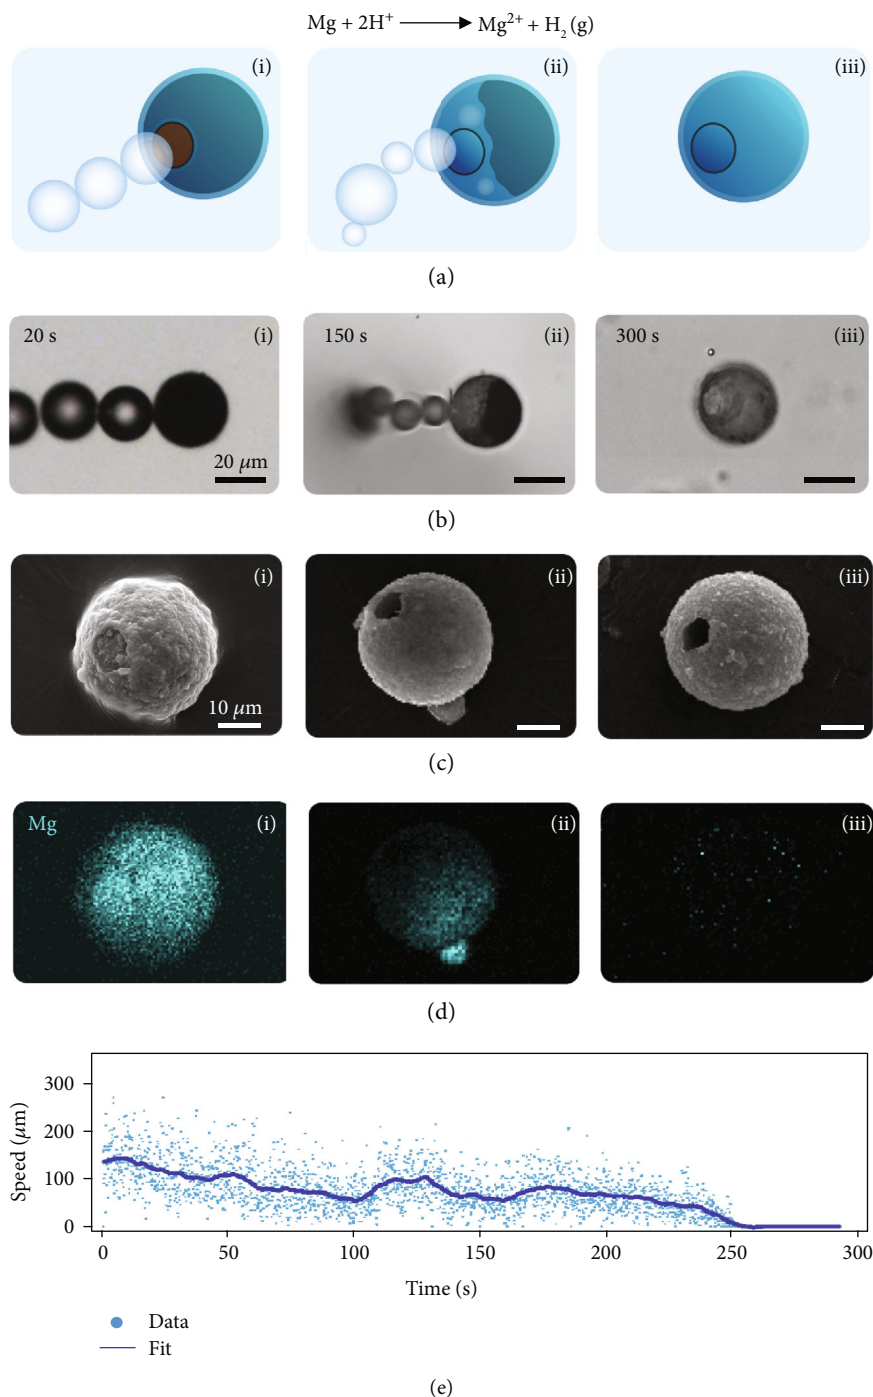 Mg + 2H⁺ ⟶ Mg²⁺ + H₂ (g)
(i) (ii) (iii)
(a)
20 s (i) 150 s (ii) 300 s (iii)
20 μm
(b)
(i) (ii) (iii)
10 μm
(c)
Mg (i) (ii) (iii)
(d)
300
200
100
0
Speed (μm)
0 50 100 150 200 250 300
Time (s)
Data
Fit
(e)